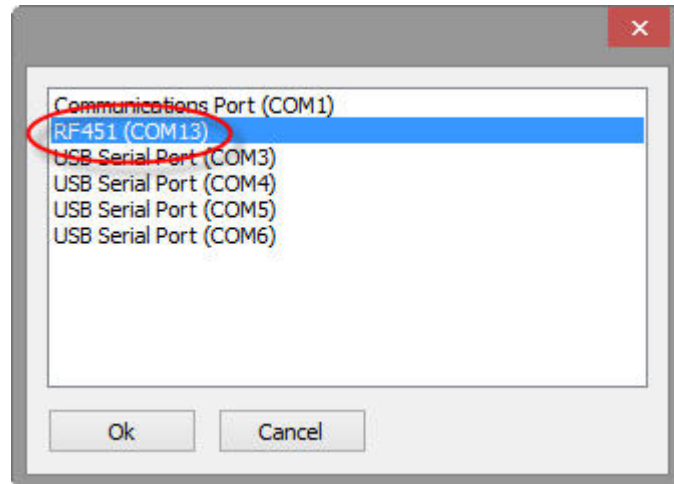 Communications Port (COM1)
RF451 (COM13)
USB Serial Port (COM3)
USB Serial Port (COM4)
USB Serial Port (COM5)
USB Serial Port (COM6)
Ok
Cancel